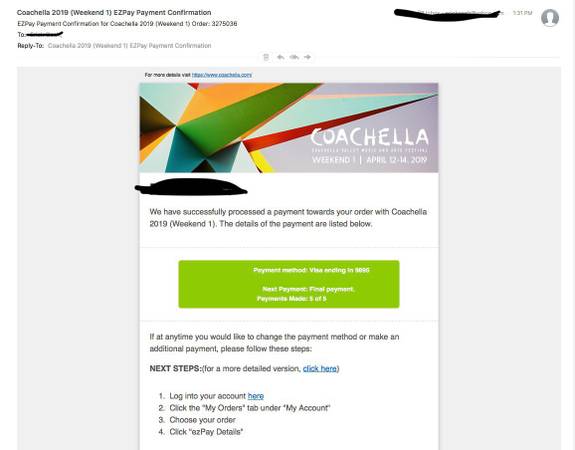 Coachella 2019 (Weekend 1) EZPay Payment Confirmation
1:31 PM
EZPay Payment Confirmation for Coachella 2019 (Weekend 1) Order: 3275036
To:
Reply-To: Coachella 2019 (Weekend 1) EZPay Payment Confirmation
For more details visit https://www.coachella.com/
COACHELLA
COACHELLA VALLEY MUSIC AND ARTS FESTIVAL
WEEKEND 1 | APRIL 12-14, 2019
We have successfully processed a payment towards your order with Coachella
2019 (Weekend 1). The details of the payment are listed below.
Payment method: Visa ending in 9895
Next Payment: Final payment.
Payments Made: 5 of 5
If at anytime you would like to change the payment method or make an
additional payment, please follow these steps:
NEXT STEPS:(for a more detailed version, click here)
1. Log into your account here
2. Click the "My Orders" tab under "My Account"
3. Choose your order
4. Click "ezPay Details"